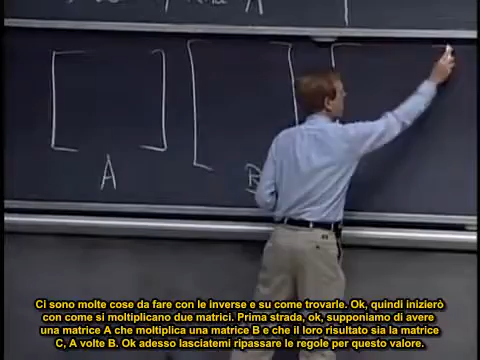 A
A
B
Ci sono molte cose da fare con le inverse e su come trovarle. Ok, quindi inizierò
con come si moltiplicano due matrici. Prima strada, ok, supponiamo di avere
una matrice A che moltiplica una matrice B e che il loro risultato sia la matrice
C, A volte B. Ok adesso lasciatemi ripassare le regole per questo valore.